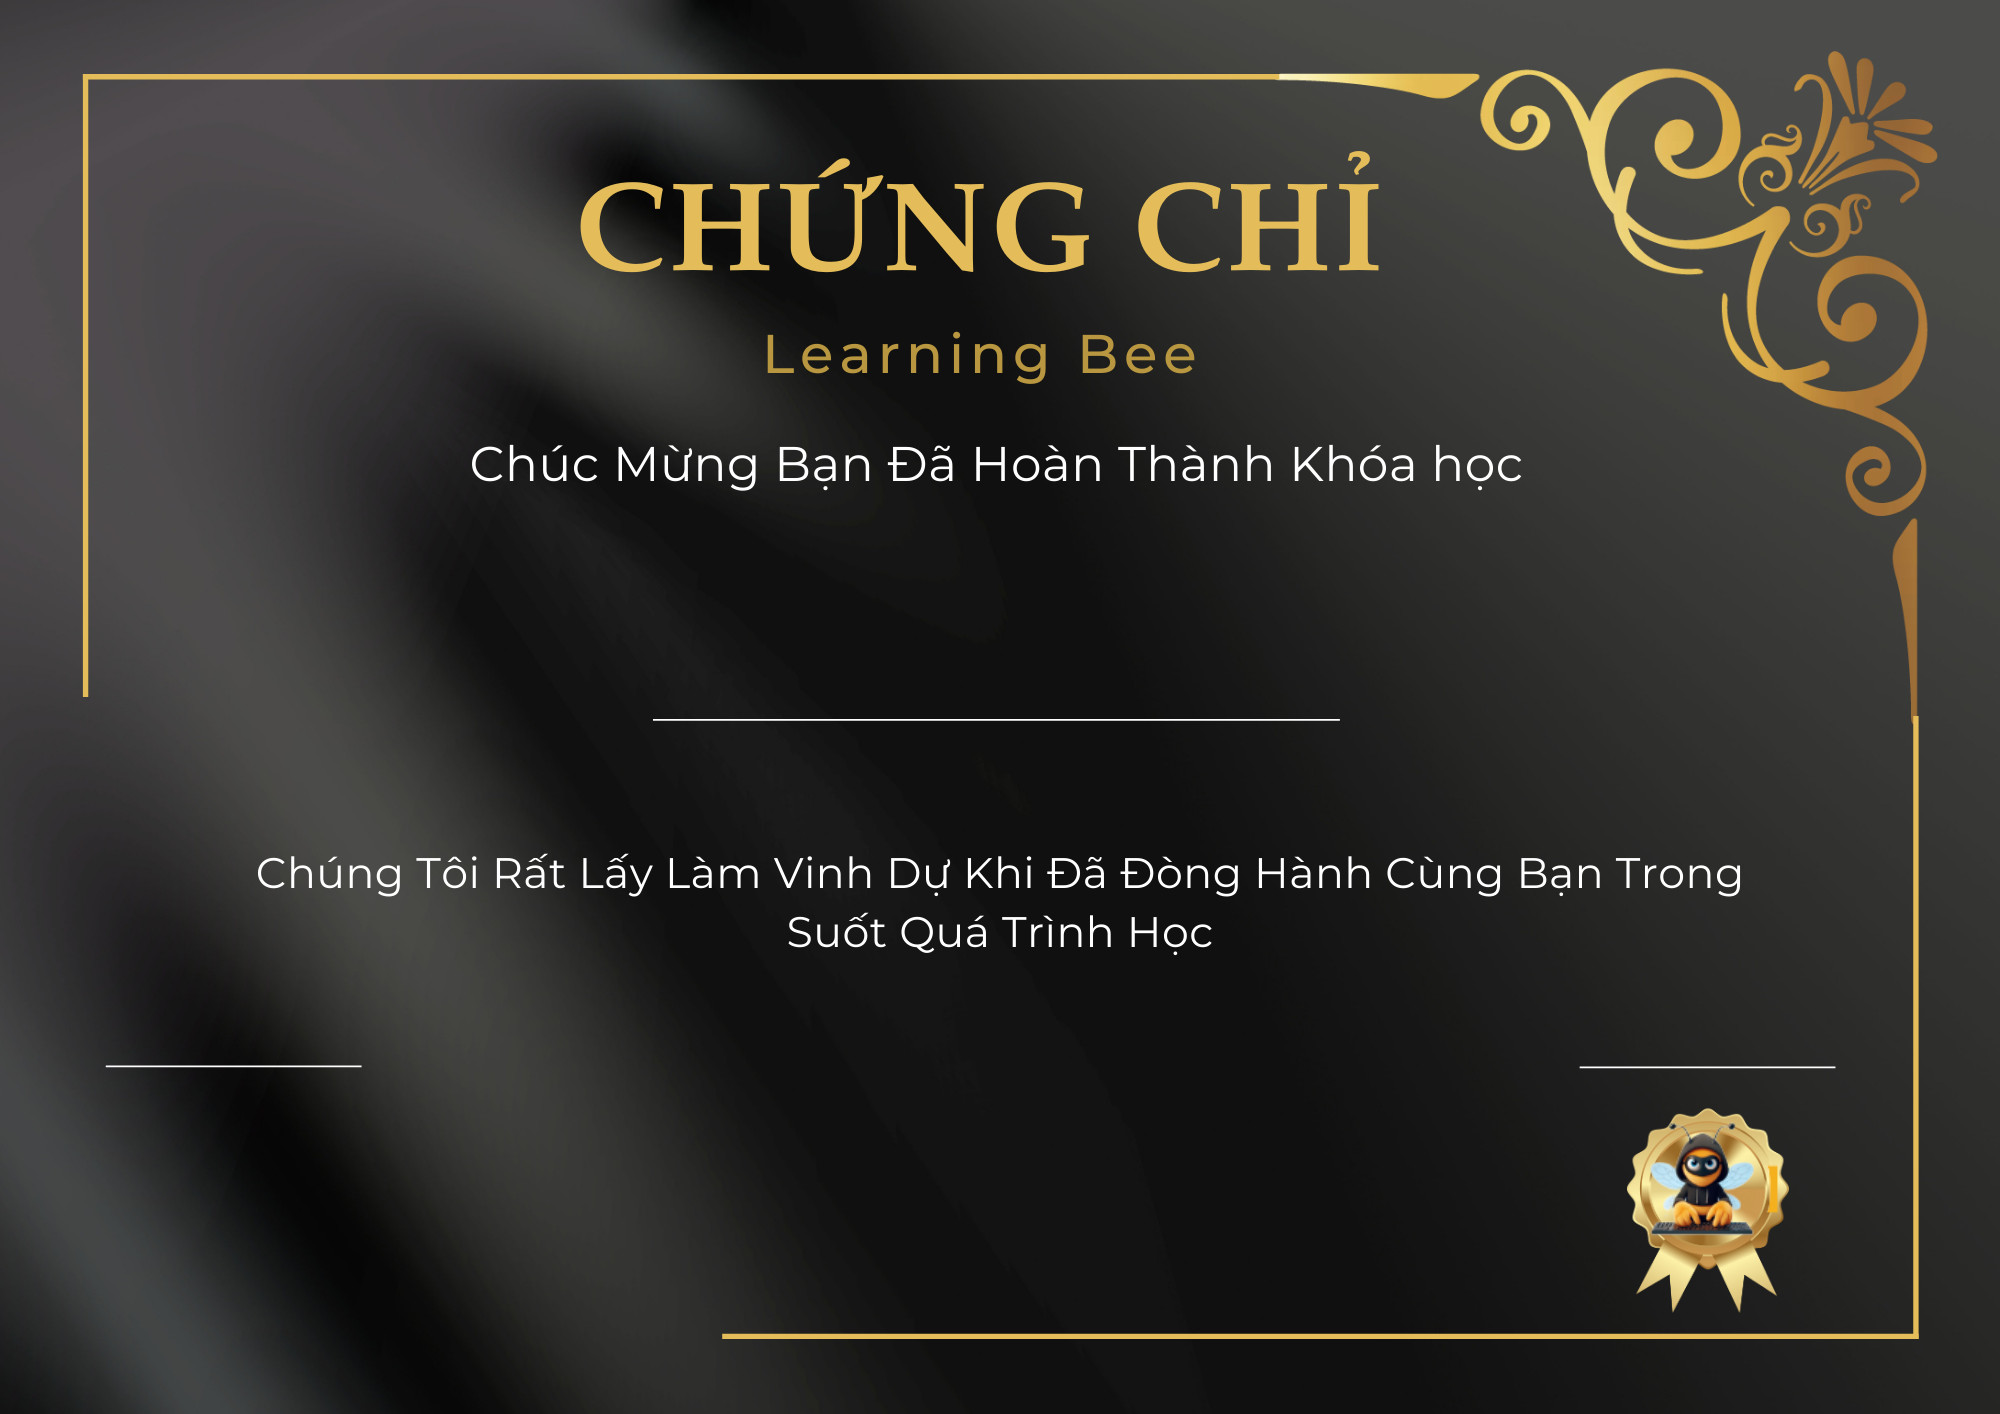 CHỨNG CHỈ
Learning Bee
Chúc Mừng Bạn Đã Hoàn Thành Khóa học
Chúng Tôi Rất Lấy Làm Vinh Dự Khi Đã Đòng Hành Cùng Bạn Trong
Suốt Quá Trình Học